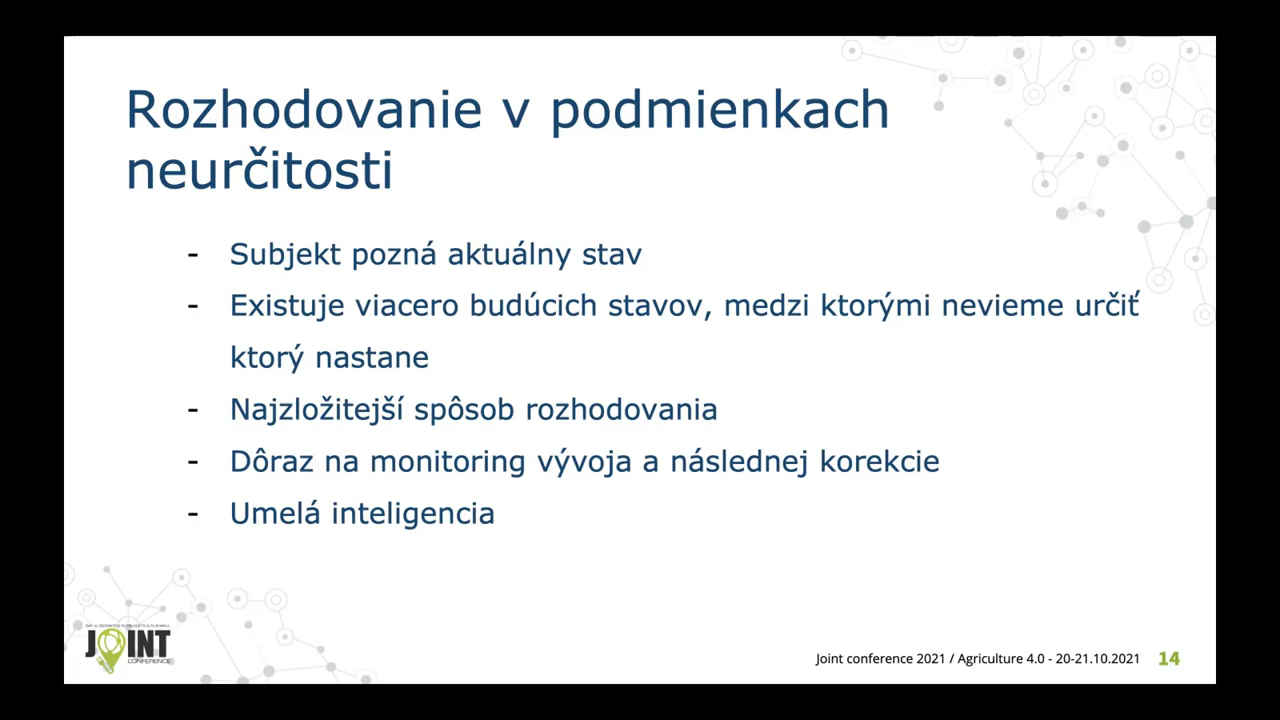 Rozhodovanie v podmienkach
neurčitosti
- Subjekt pozná aktuálny stav
- Existuje viacero budúcich stavov, medzi ktorými nevieme určiť
ktorý nastane
- Najzložitejší spôsob rozhodovania
- Dôraz na monitoring vývoja a následnej korekcie
- Umelá inteligencia
JOINT
CONFERENCE
Joint conference 2021 / Agriculture 4.0 - 20-21.10.2021 14